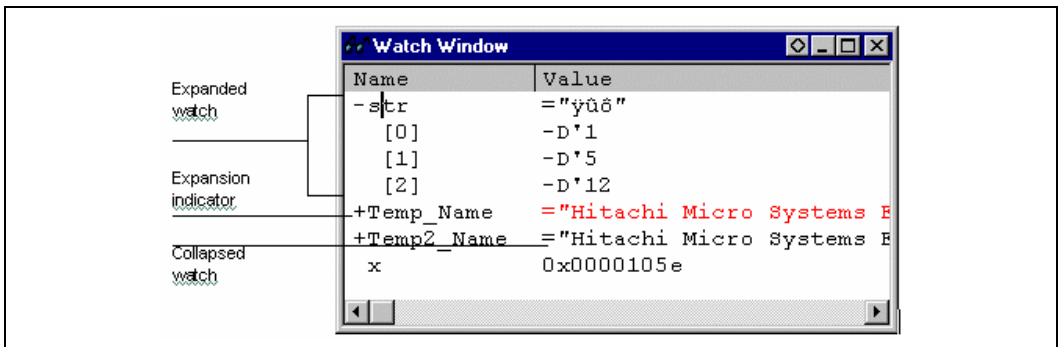 Watch Window
Name Value
Expanded
watch
-str ="ÿûô"
[0] -D'1
[1] -D'5
[2] -D'12
Expansion
indicator
+Temp_Name ="Hitachi Micro Systems E
+Temp2_Name ="Hitachi Micro Systems E
Collapsed
watch
x 0x0000105e